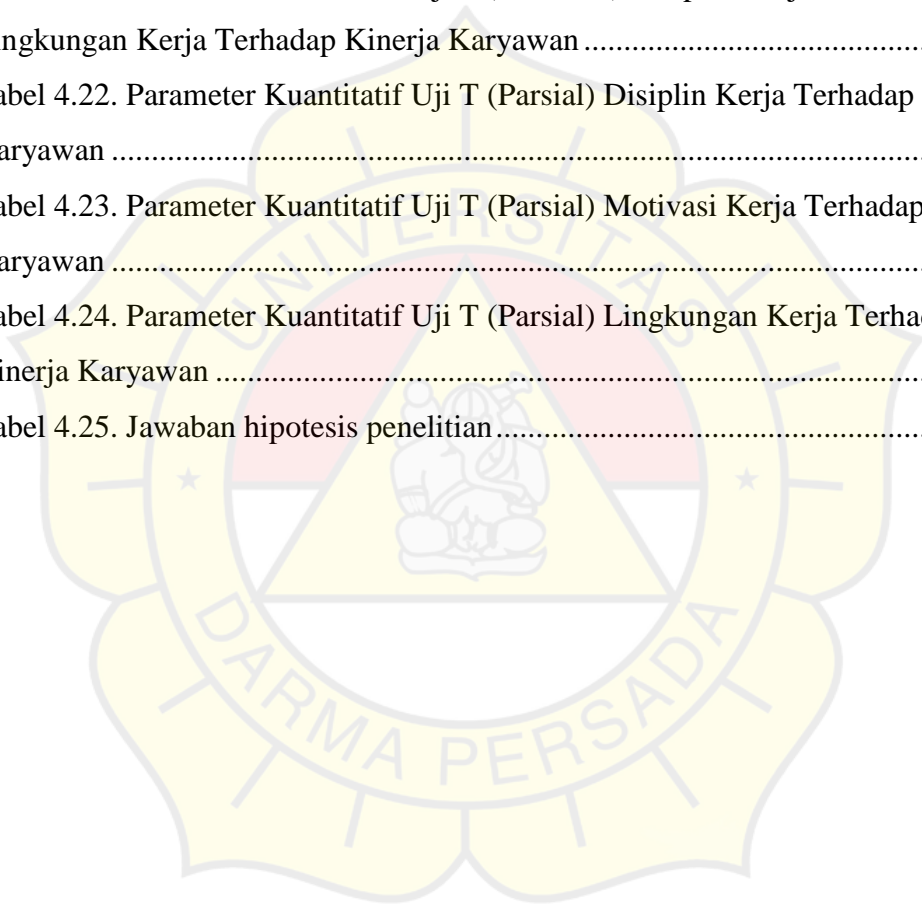 ingkungan Kerja Terhadap Kinerja Karyawan ........................................
abel 4.22. Parameter Kuantitatif Uji T (Parsial) Disiplin Kerja Terhadap
aryawan ....................................................................................................
abel 4.23. Parameter Kuantitatif Uji T (Parsial) Motivasi Kerja Terhadap
aryawan ....................................................................................................
abel 4.24. Parameter Kuantitatif Uji T (Parsial) Lingkungan Kerja Terha
inerja Karyawan .......................................................................................
abel 4.25. Jawaban hipotesis penelitian ....................................................
UNIVERSITAS
DARMA PERSADA